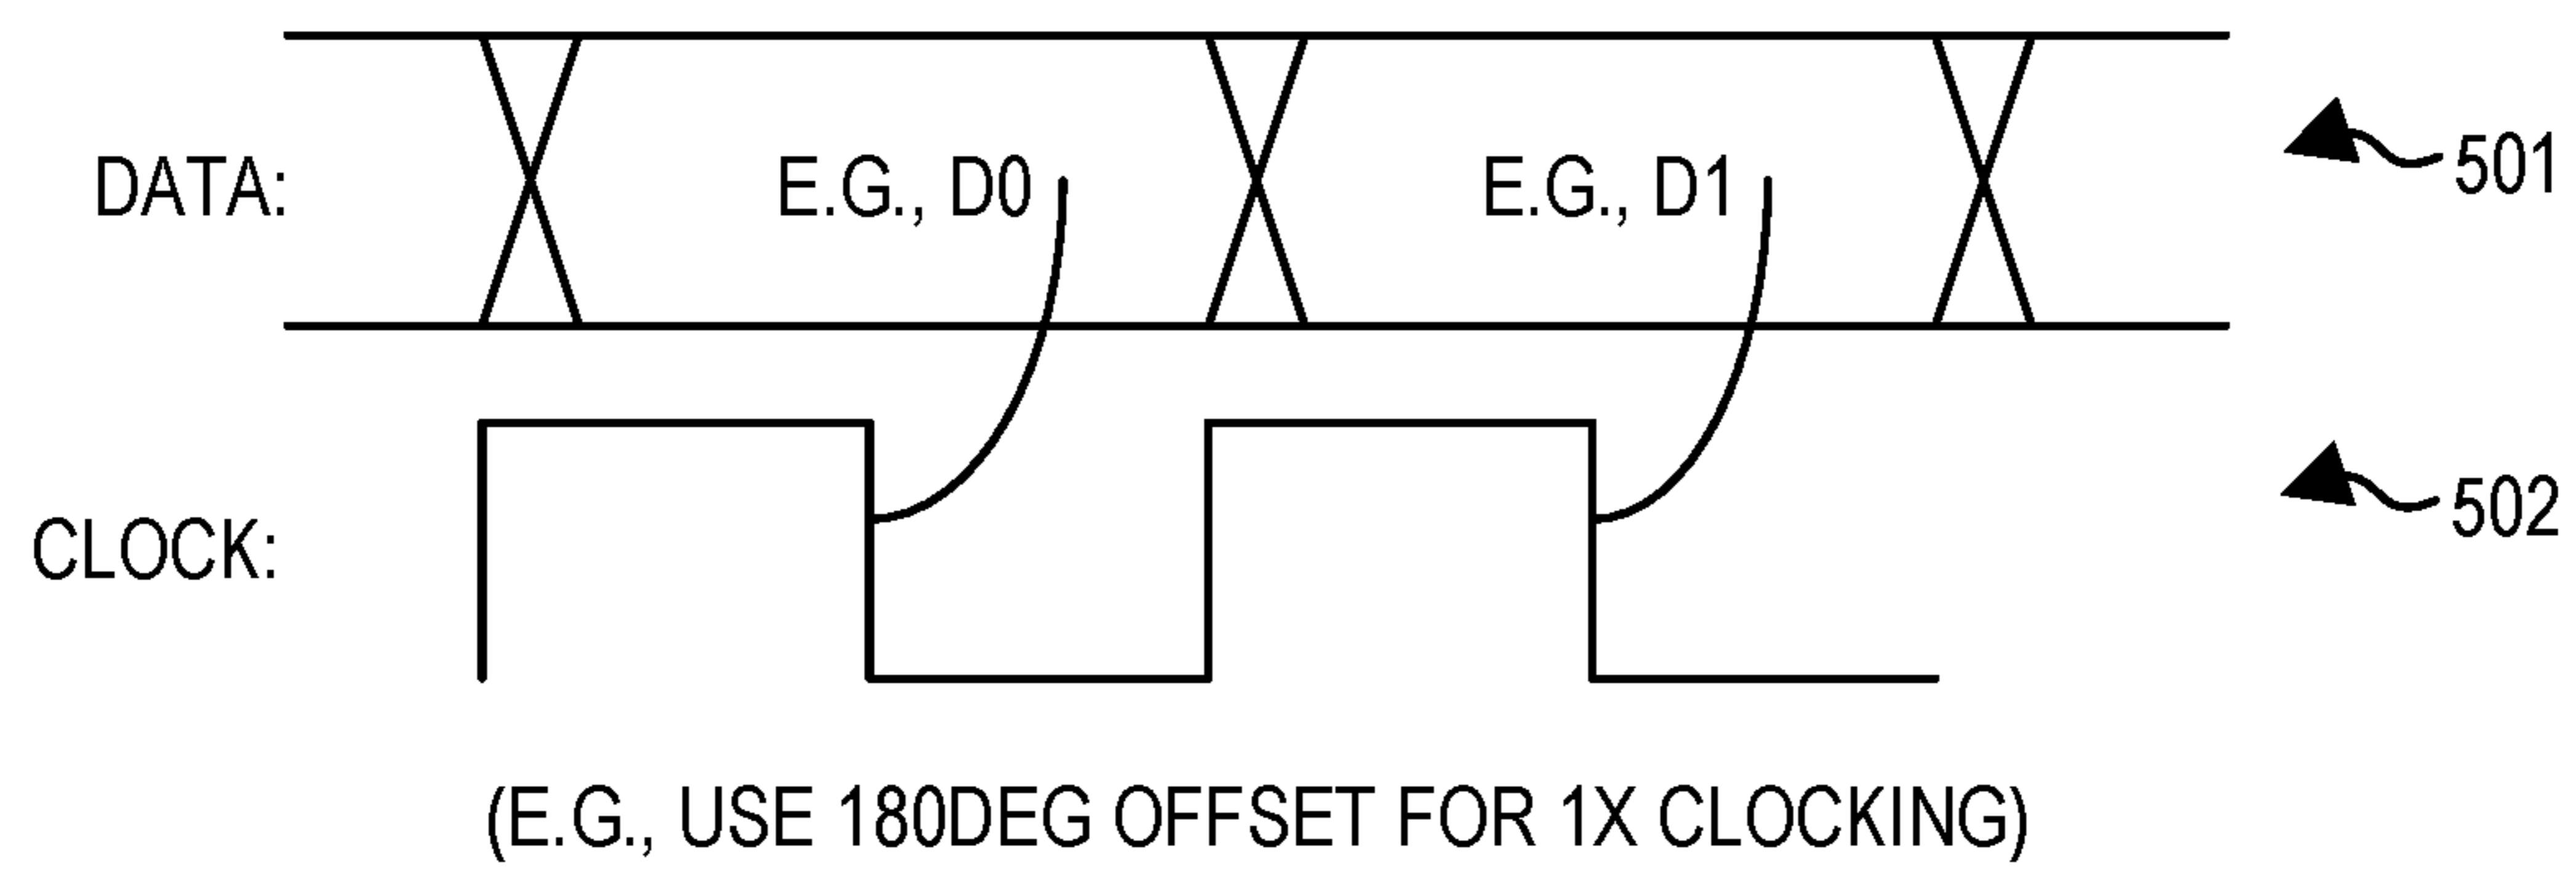 DATA:
E.G., D0
E.G., D1
501
CLOCK:
502
(E.G., USE 180DEG OFFSET FOR 1X CLOCKING)